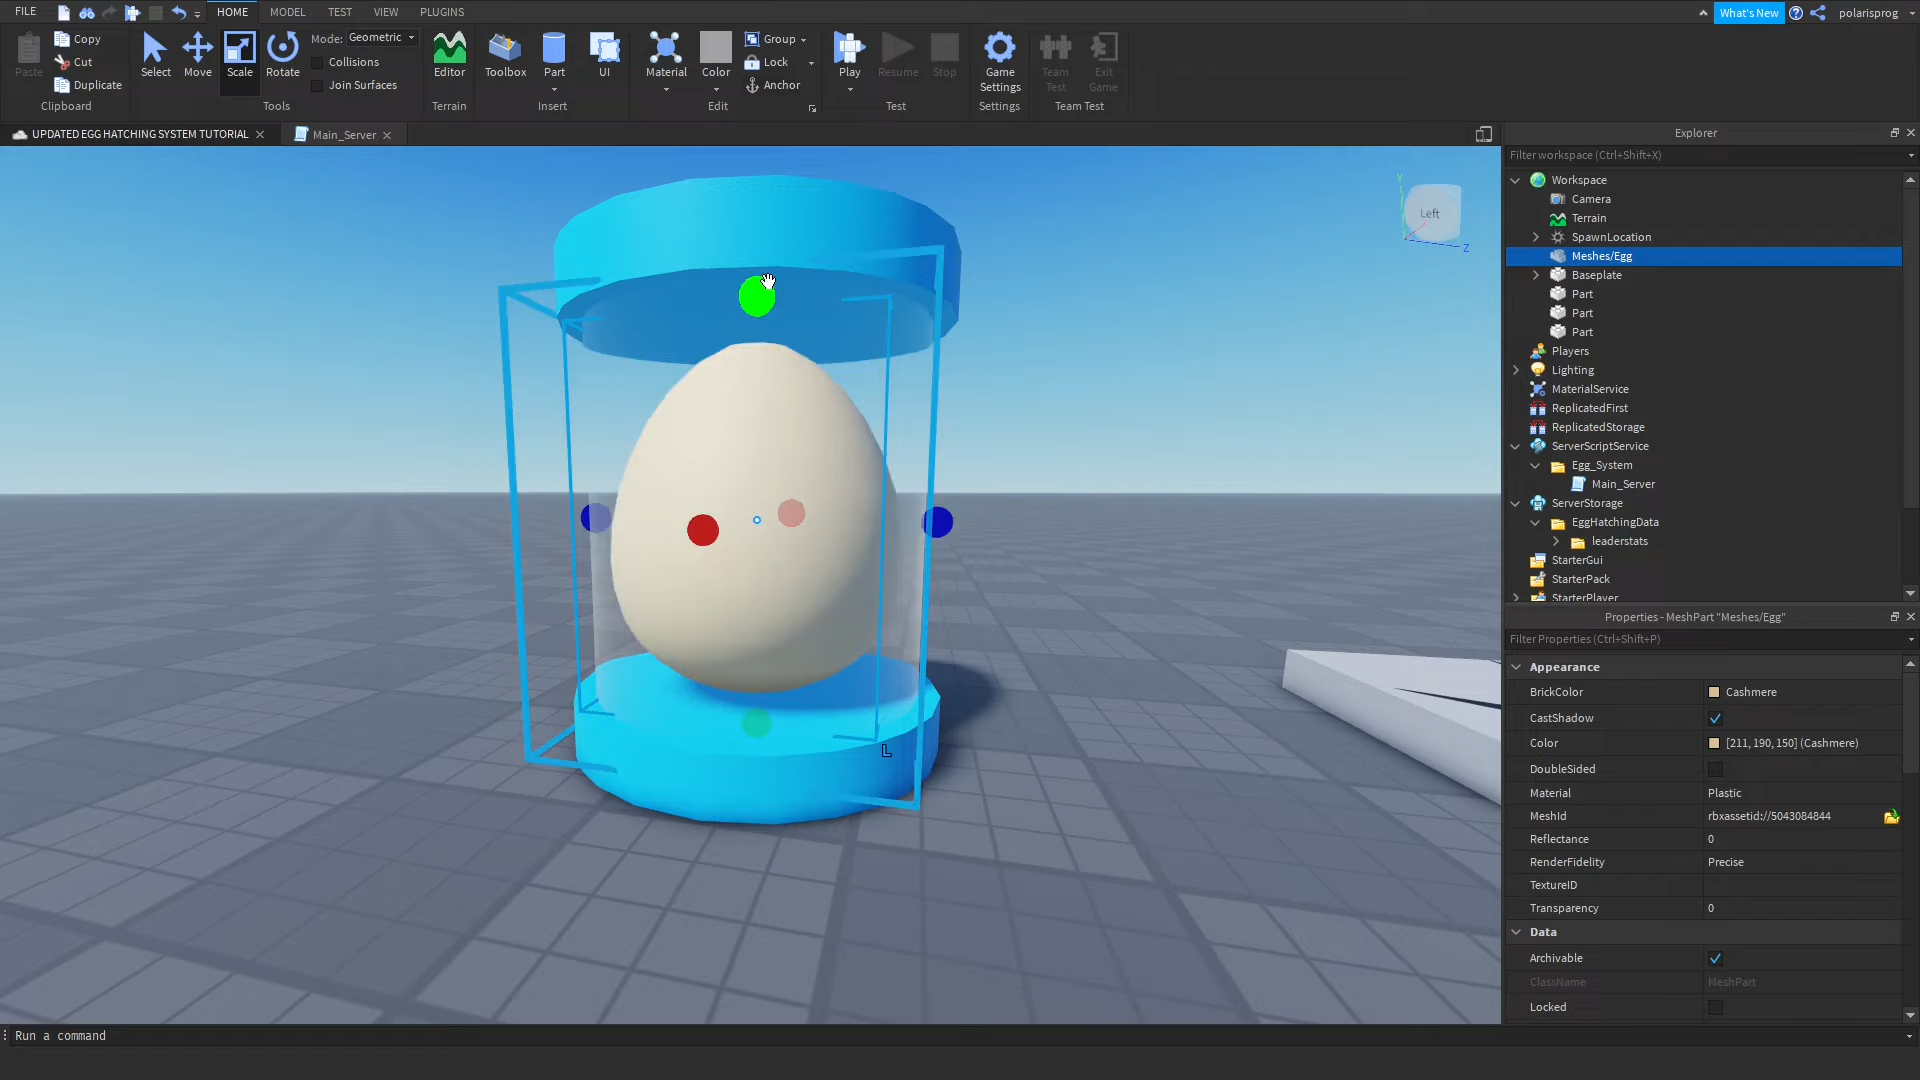 FILE
HOME
MODEL
TEST
VIEW
PLUGINS
What's New
polarisprog
Paste
Copy
Cut
Duplicate
Clipboard
Select
Move
Scale
Rotate
Mode: Geometric
Collisions
Join Surfaces
Tools
Editor
Terrain
Toolbox
Part
UI
Insert
Material
Color
Group
Lock
Anchor
Edit
Play
Resume
Stop
Test
Game
Settings
Settings
Team
Test
Exit
Game
Team Test
UPDATED EGG HATCHING SYSTEM TUTORIAL
Main_Server
Y
Left
Z
L
Explorer
Filter workspace (Ctrl+Shift+X)
Workspace
Camera
Terrain
SpawnLocation
Meshes/Egg
Baseplate
Part
Part
Part
Players
Lighting
MaterialService
ReplicatedFirst
ReplicatedStorage
ServerScriptService
Egg_System
Main_Server
ServerStorage
EggHatchingData
leaderstats
StarterGui
StarterPack
StarterPlayer
Properties - MeshPart "Meshes/Egg"
Filter Properties (Ctrl+Shift+P)
Appearance
BrickColor Cashmere
CastShadow
Color [211, 190, 150] (Cashmere)
DoubleSided
Material Plastic
MeshId rbxassetid://5043084844
Reflectance 0
RenderFidelity Precise
TextureID
Transparency 0
Data
Archivable
ClassName MeshPart
Locked
Run a command